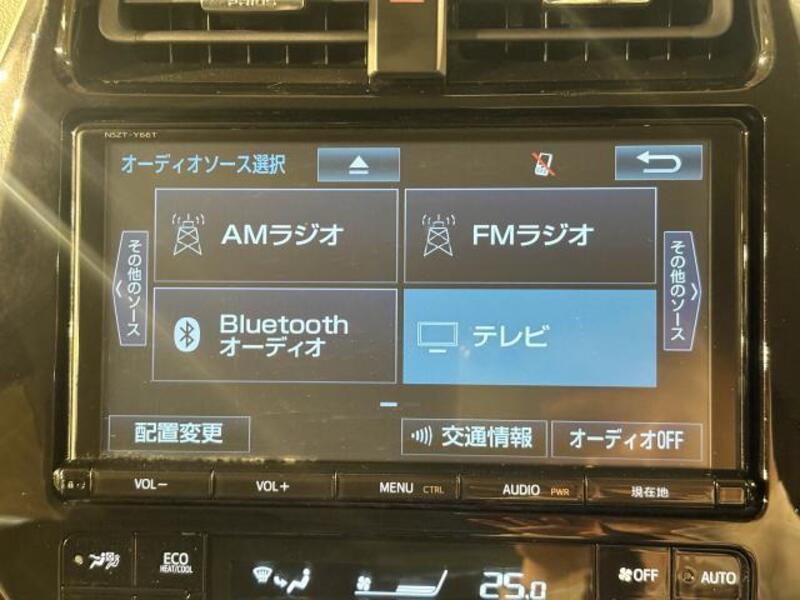 PRIUS
NSZT-Y66T
オーディオソース選択
AMラジオ
FMラジオ
その他のソース
その他のソース
Bluetooth
オーディオ
テレビ
配置変更
交通情報
オーディオOFF
VOL-
VOL+
MENU CTRL
AUDIO PWR
現在地
ECO
HEAT/COOL
25.0
OFF
AUTO